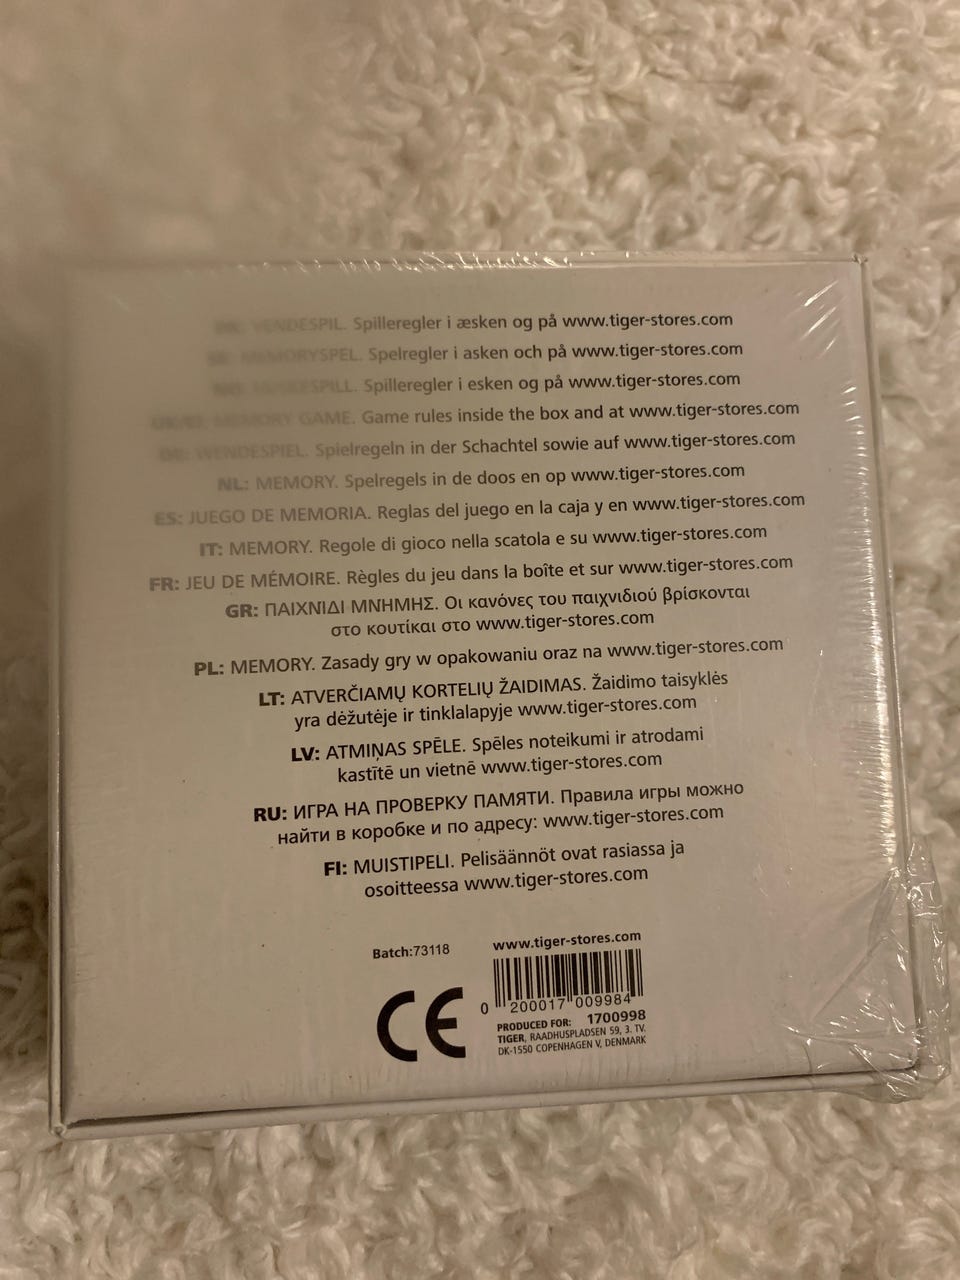 DK: VENDESPIL. Spilleregler i æsken og på www.tiger-stores.com
SE: MEMORYSPEL. Spelregler i asken och på www.tiger-stores.com
NO: HUSKESPILL. Spilleregler i esken og på www.tiger-stores.com
MEMORY GAME. Game rules inside the box and at www.tiger-stores.com
DE: WENDESPIEL. Spielregeln in der Schachtel sowie auf www.tiger-stores.com
NL: MEMORY. Spelregels in de doos en op www.tiger-stores.com
ES: JUEGO DE MEMORIA. Reglas del juego en la caja y en www.tiger-stores.com
IT: MEMORY. Regole di gioco nella scatola e su www.tiger-stores.com
FR: JEU DE MÉMOIRE. Règles du jeu dans la boîte et sur www.tiger-stores.com
GR: ΠΑΙΧΝΙΔΙ ΜΝΗΜΗΣ. Οι κανόνες του παιχνιδιού βρίσκονται
στο κουτίκαι στο www.tiger-stores.com
PL: MEMORY. Zasady gry w opakowaniu oraz na www.tiger-stores.com
LT: ATVERČIAMŲ KORTELIŲ ŽAIDIMAS. Žaidimo taisyklės
yra dėžutėje ir tinklalapyje www.tiger-stores.com
LV: ATMIŅAS SPĒLE. Spēles noteikumi ir atrodami
kastītē un vietnē www.tiger-stores.com
RU: ИГРА НА ПРОВЕРКУ ПАМЯТИ. Правила игры можно
найти в коробке и по адресу: www.tiger-stores.com
FI: MUISTIPELI. Pelisäännöt ovat rasiassa ja
osoitteessa www.tiger-stores.com
Batch:73118
www.tiger-stores.com
CE
0 200017 009984
PRODUCED FOR: 1700998
TIGER, RAADHUSPLADSEN 59, 3. TV.
DK-1550 COPENHAGEN V, DENMARK